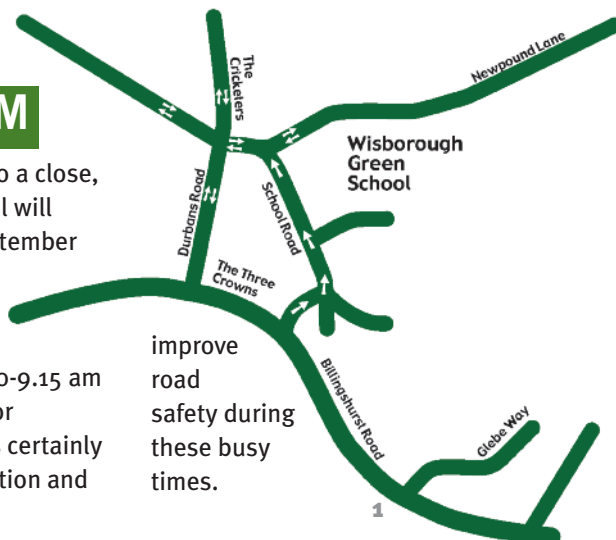 M
o a close,
l will
tember
0-9.15 am
or
certainly
tion and
improve
road
safety during
these busy
times.
The
Cricketers
Newpound Lane
Wisborough
Green
School
Durbans Road
School Road
The Three
Crowns
Billingshurst Road
Glebe Way
1